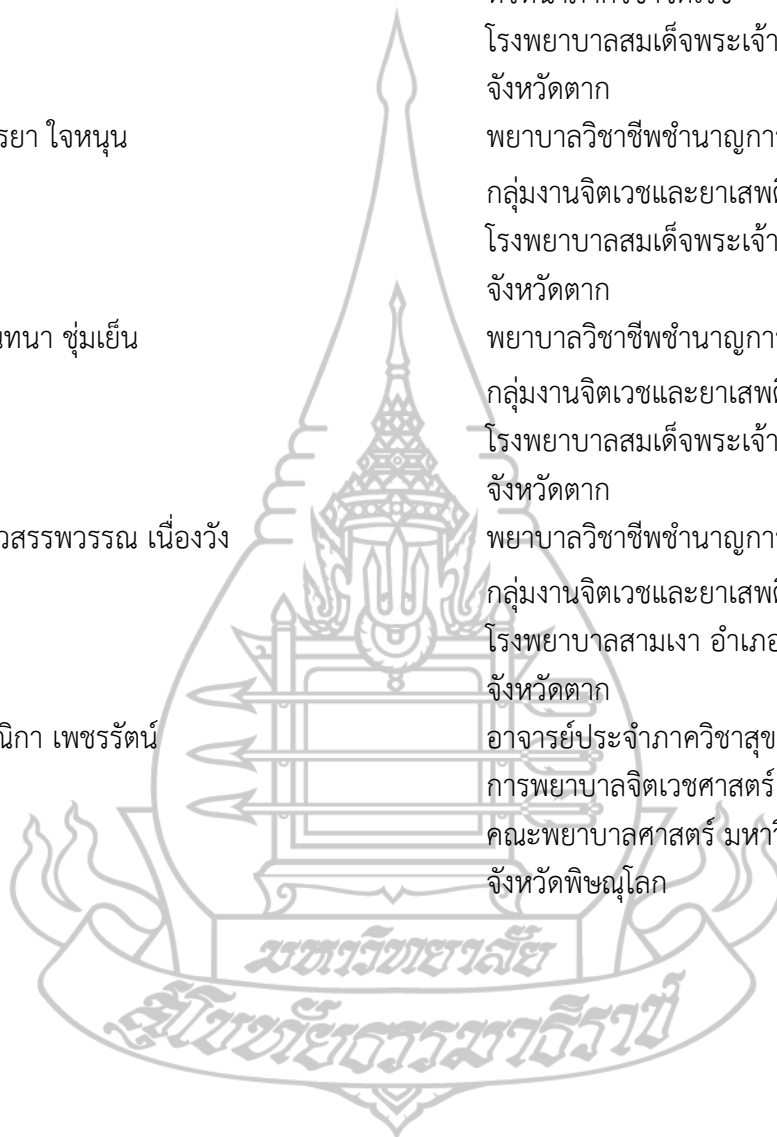 โรงพยาบาลสมเด็จพระเจ้า
จังหวัดตาก
รยา ใจหนุน พยาบาลวิชาชีพชำนาญกา
กลุ่มงานจิตเวชและยาเสพ
โรงพยาบาลสมเด็จพระเจ้า
จังหวัดตาก
ทนา ชุ่มเย็น พยาบาลวิชาชีพชำนาญกา
กลุ่มงานจิตเวชและยาเสพ
โรงพยาบาลสมเด็จพระเจ้า
จังหวัดตาก
วสรรพวรรณ เนื่องวัง พยาบาลวิชาชีพชำนาญกา
กลุ่มงานจิตเวชและยาเสพ
โรงพยาบาลสามเงา อำเภอ
จังหวัดตาก
ณิกา เพชรรัตน์ อาจารย์ประจำภาควิชาสุข
การพยาบาลจิตเวชศาสตร์
คณะพยาบาลศาสตร์ มหาวิ
จังหวัดพิษณุโลก
มหาวิทยาลัย
สุโขทัยธรรมาธิราช